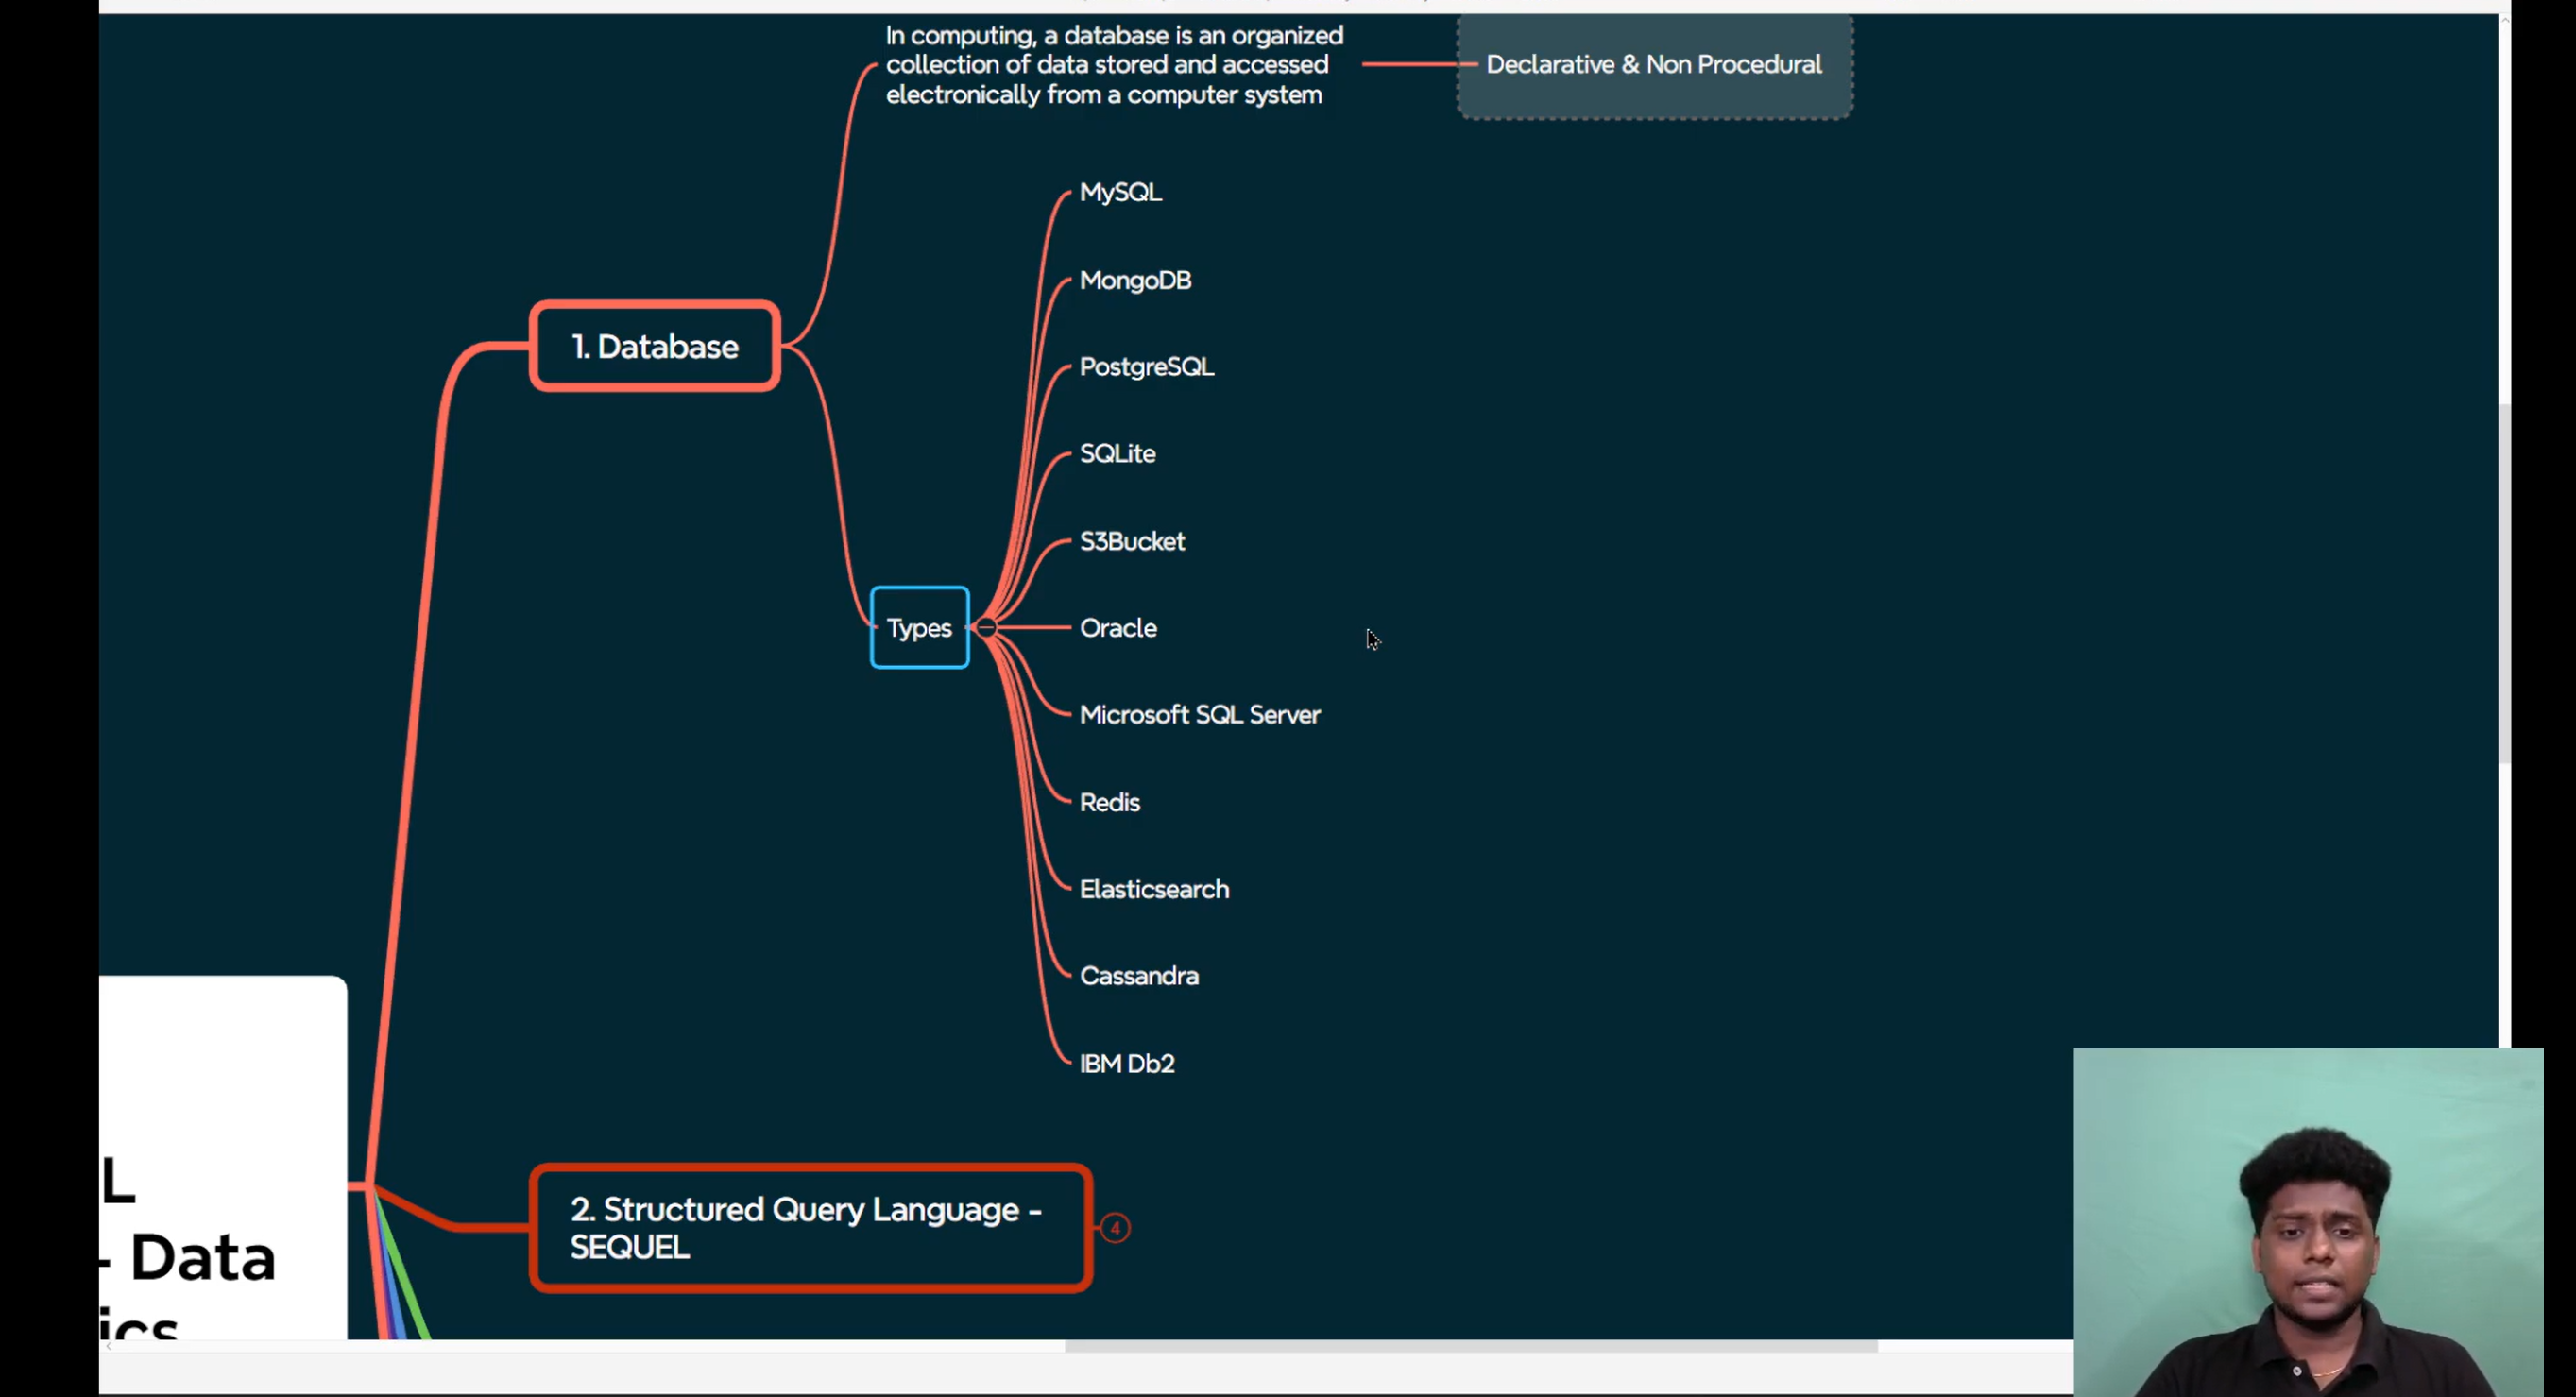 In computing, a database is an organized
collection of data stored and accessed
electronically from a computer system
Declarative & Non Procedural
MySQL
MongoDB
PostgreSQL
1. Database
SQLite
S3Bucket
Types
Oracle
Microsoft SQL Server
Redis
Elasticsearch
Cassandra
IBM Db2
2. Structured Query Language -
SEQUEL
4
L
- Data
ics